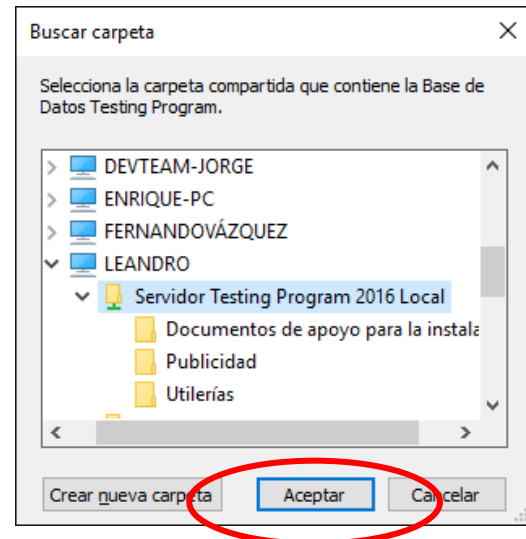 Buscar carpeta
Selecciona la carpeta compartida que contiene la Base de
Datos Testing Program.
DEVTEAM-JORGE
ENRIQUE-PC
FERNANDOVÁZQUEZ
LEANDRO
Servidor Testing Program 2016 Local
Documentos de apoyo para la instala
Publicidad
Utilerías
Crear nueva carpeta Aceptar Cancelar